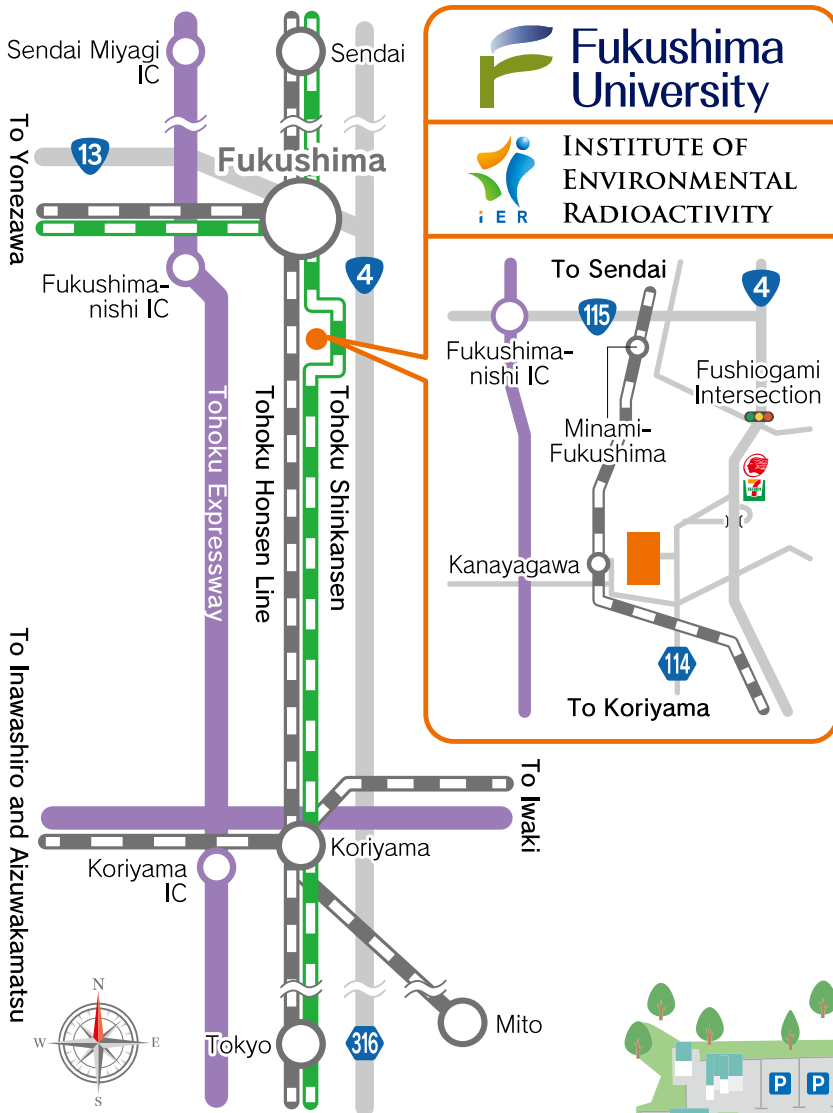 Sendai Miyagi
IC
Sendai
To Yonezawa
13
Fukushima
Fukushima-
nishi IC
4
Tohoku Expressway
Tohoku Honsen Line
Tohoku Shinkansen
To Inawashiro and Aizuwakamatsu
To Iwaki
Koriyama
IC
Koriyama
N
W
E
S
Tokyo
316
Mito
Fukushima
University
iER
INSTITUTE OF
ENVIRONMENTAL
RADIOACTIVITY
To Sendai
115
4
Fukushima-
nishi IC
Fushiogami
Intersection
Minami-
Fukushima
7
ELEVEN
Kanayagawa
114
To Koriyama
P
P